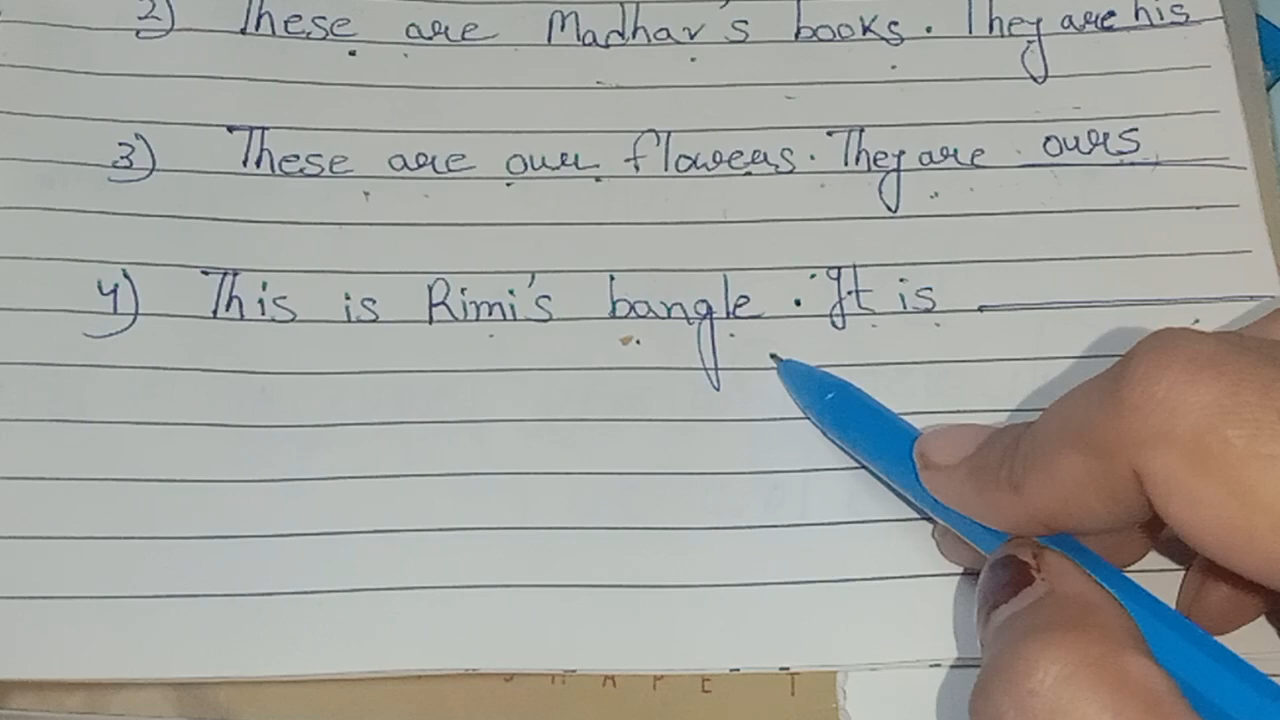 2) These are Madhav's books. They are his
3) These are our flowers. They are ours
4) This is Rimi's bangle. It is